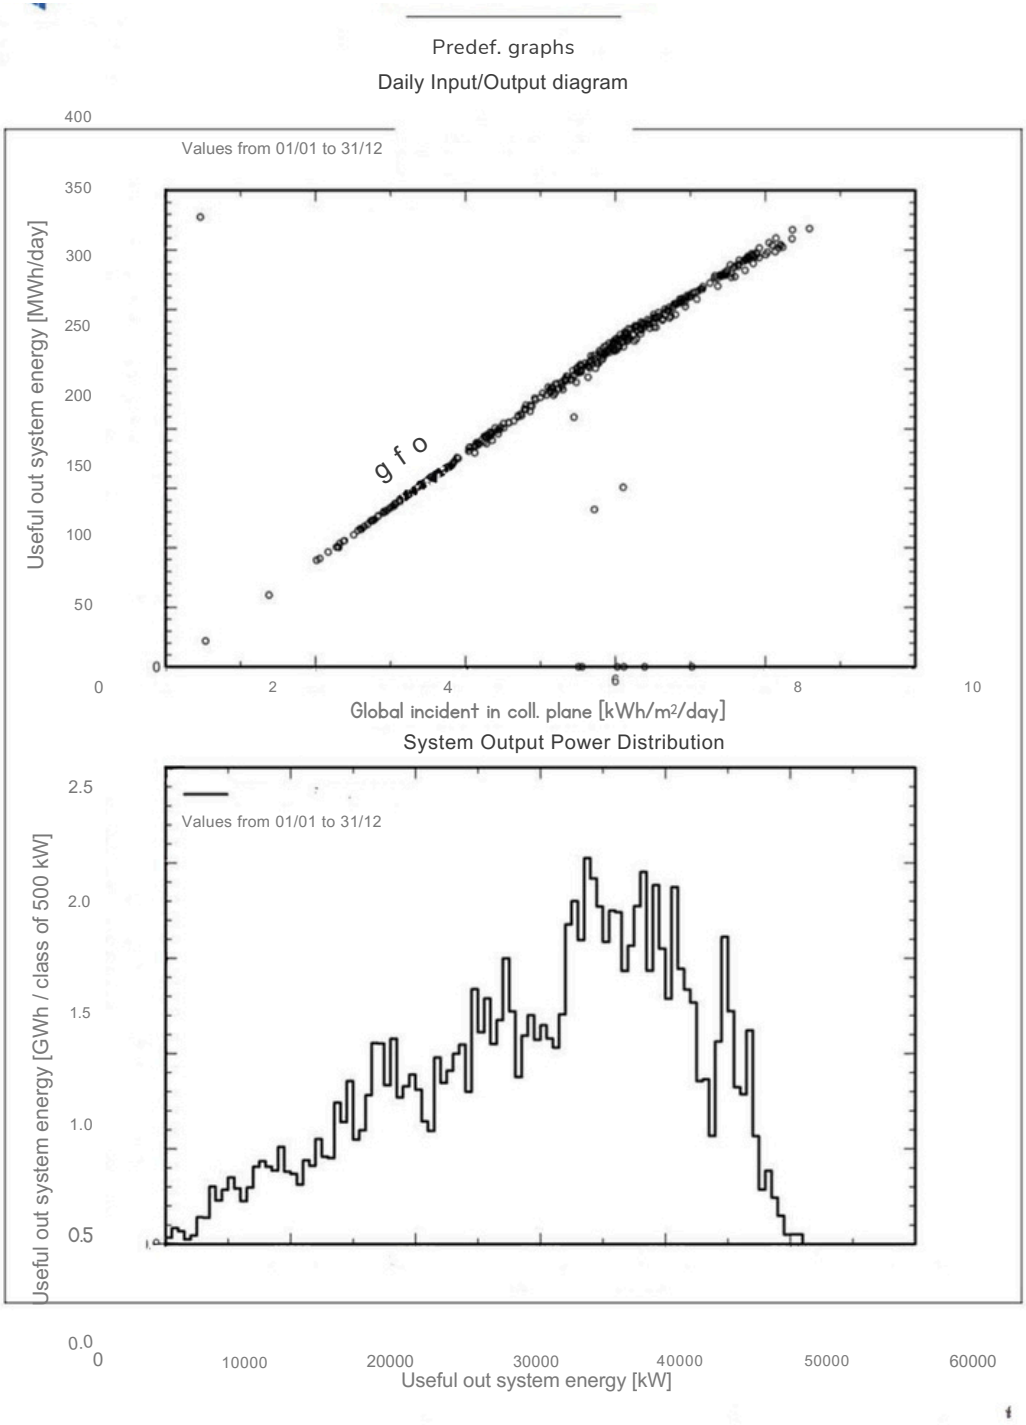 Predef. graphs
Daily Input/Output diagram
400
Values from 01/01 to 31/12
350
300
250
200
150
100
50
0
Useful out system energy [MWh/day]
g f o
0 2 4 6 8 10
Global incident in coll. plane [kWh/m²/day]
System Output Power Distribution
2.5
Values from 01/01 to 31/12
2.0
1.5
1.0
0.5
0.0
Useful out system energy [GWh / class of 500 kW]
0 10000 20000 30000 40000 50000 60000
Useful out system energy [kW]